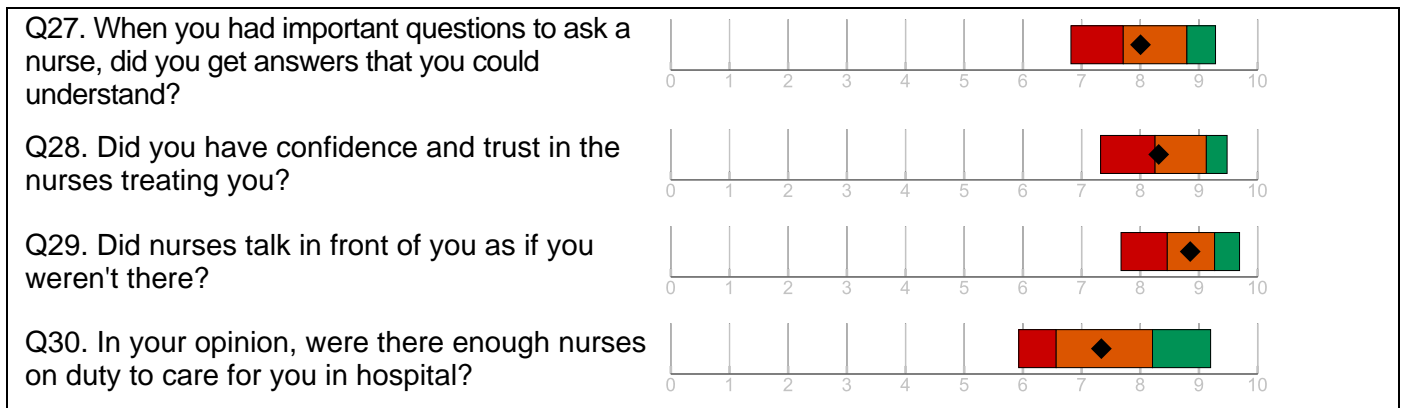 Q27. When you had important questions to ask a
nurse, did you get answers that you could
understand?
0 1 2 3 4 5 6 7 8 9 10
Q28. Did you have confidence and trust in the
nurses treating you?
0 1 2 3 4 5 6 7 8 9 10
Q29. Did nurses talk in front of you as if you
weren't there?
0 1 2 3 4 5 6 7 8 9 10
Q30. In your opinion, were there enough nurses
on duty to care for you in hospital?
0 1 2 3 4 5 6 7 8 9 10